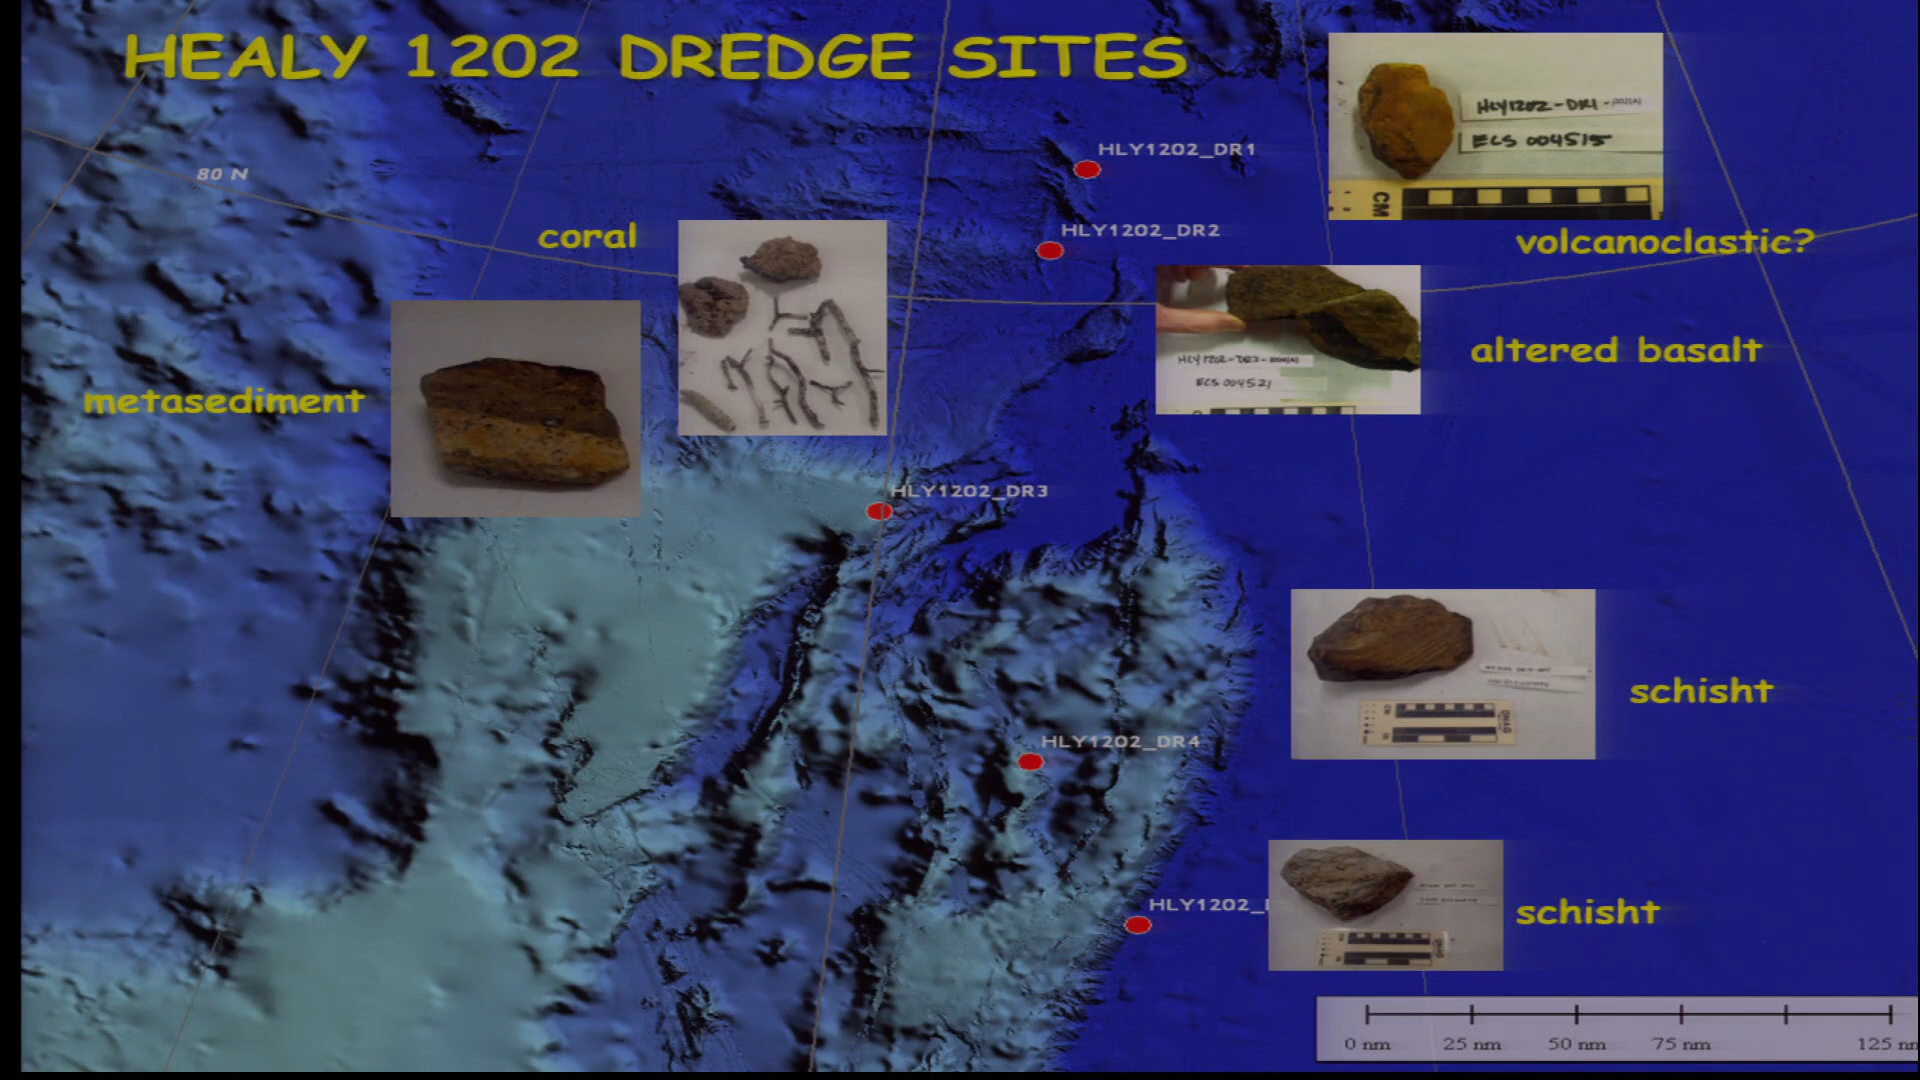 HEALY 1202 DREDGE SITES
HLY1202-DR1-
ECS 004515
HLY1202_DR1
80 N
coral
HLY1202_DR2
volcanoclastic?
CM
altered basalt
ECS 004521
metasediment
HLY1202_DR3
schisht
HLY1202_DR4
HLY1202_
schisht
0 nm 25 nm 50 nm 75 nm 125 nm